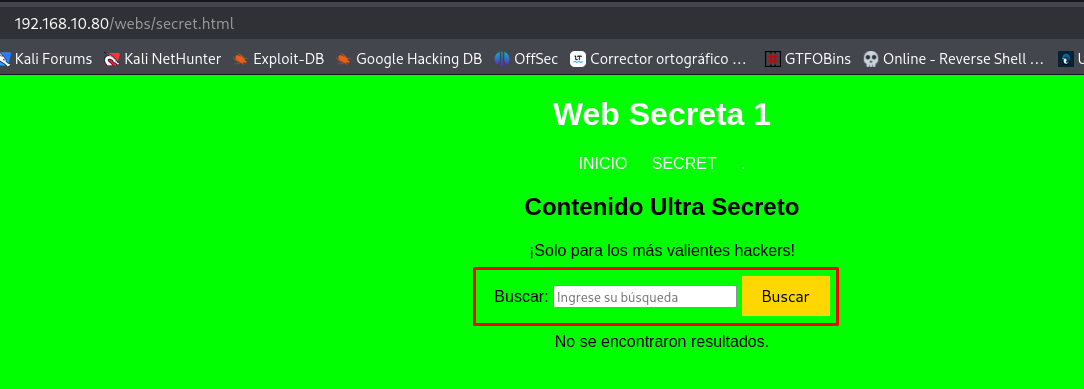 192.168.10.80/webs/secret.html
Kali Forums Kali NetHunter Exploit-DB Google Hacking DB OffSec Corrector ortográfico … GTFOBins Online - Reverse Shell … U
Web Secreta 1
INICIO SECRET .
Contenido Ultra Secreto
¡Solo para los más valientes hackers!
Buscar: Ingrese su búsqueda Buscar
No se encontraron resultados.